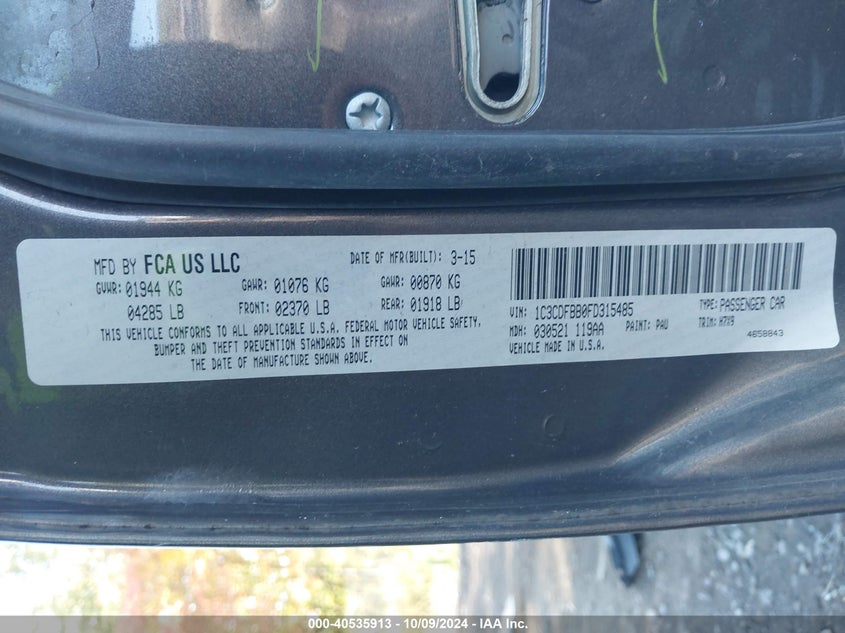 MFD BY FCA US LLC DATE OF MFR(BUILT): 3-15
GVWR: 01944 KG GAWR: 01076 KG GAWR: 00870 KG
04285 LB FRONT: 02370 LB REAR: 01918 LB
THIS VEHICLE CONFORMS TO ALL APPLICABLE U.S.A. FEDERAL MOTOR VEHICLE SAFETY,
BUMPER AND THEFT PREVENTION STANDARDS IN EFFECT ON
THE DATE OF MANUFACTURE SHOWN ABOVE.
VIN: 1C3CDFBB0FD315485 TYPE: PASSENGER CAR
MDH: 030521 119AA PAINT: PAU TRIM: H7X9
VEHICLE MADE IN U.S.A. 4658843
000-40535913 - 10/09/2024 - IAA Inc.